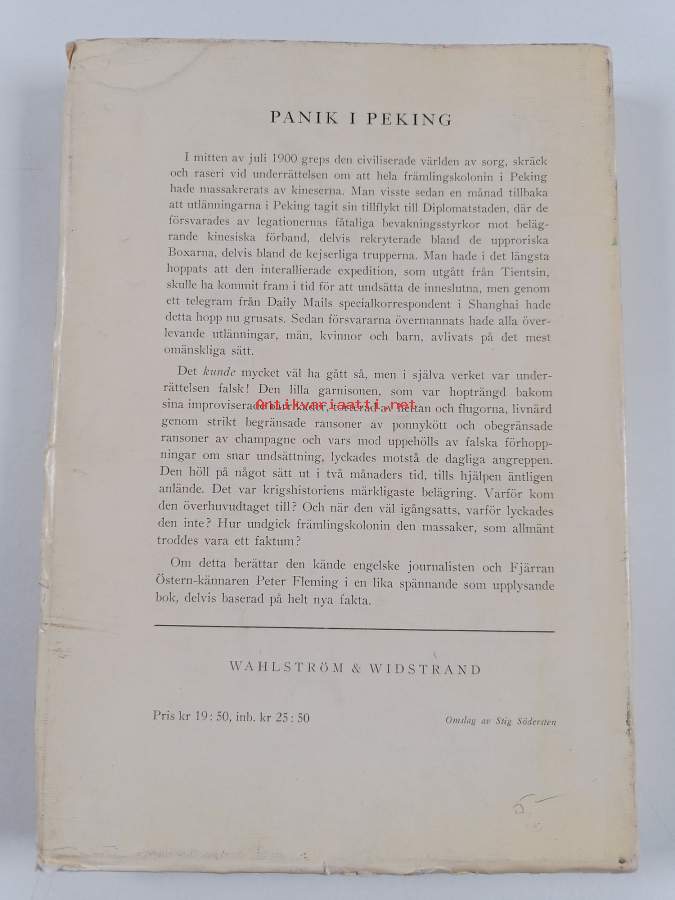 PANIK I PEKING
I mitten av juli 1900 greps den civiliserade världen av sorg, skräck
och raseri vid underrättelsen om att hela främlingskolonin i Peking
hade massakrerats av kineserna. Man visste sedan en månad tillbaka
att utlänningarna i Peking tagit sin tillflykt till Diplomatstaden, där de
försvarades av legationernas fåtaliga bevakningsstyrkor mot beläg-
rande kinesiska förband, delvis rekryterade bland de upproriska
Boxarna, delvis bland de kejserliga trupperna. Man hade i det längsta
hoppats att den interallierade expedition, som utgått från Tientsin,
skulle ha kommit fram i tid för att undsätta de inneslutna, men genom
ett telegram från Daily Mails specialkorrespondent i Shanghai hade
detta hopp nu grusats. Sedan försvararna övermannats hade alla över-
levande utlänningar, män, kvinnor och barn, avlivats på det mest
omänskliga sätt.
Det kunde mycket väl ha gått så, men i själva verket var under-
rättelsen falsk! Den lilla garnisonen, som var hopträngd bakom
Antikvariaatti.net
sina improviserade barrikader, torterad av hettan och flugorna, livnärd
genom strikt begränsade ransoner av ponnykött och obegränsade
ransoner av champagne och vars mod uppehölls av falska förhopp-
ningar om snar undsättning, lyckades motstå de dagliga angreppen.
Den höll på något sätt ut i två månaders tid, tills hjälpen äntligen
anlände. Det var krigshistoriens märkligaste belägring. Varför kom
den överhuvudtaget till? Och när den väl igångsatts, varför lyckades
den inte? Hur undgick främlingskolonin den massaker, som allmänt
troddes vara ett faktum?
Om detta berättar den kände engelske journalisten och Fjärran
Östern-kännaren Peter Fleming i en lika spännande som upplysande
bok, delvis baserad på helt nya fakta.
WAHLSTRÖM & WIDSTRAND
Pris kr 19:50, inb. kr 25:50
Omslag av Stig Södersten
5-